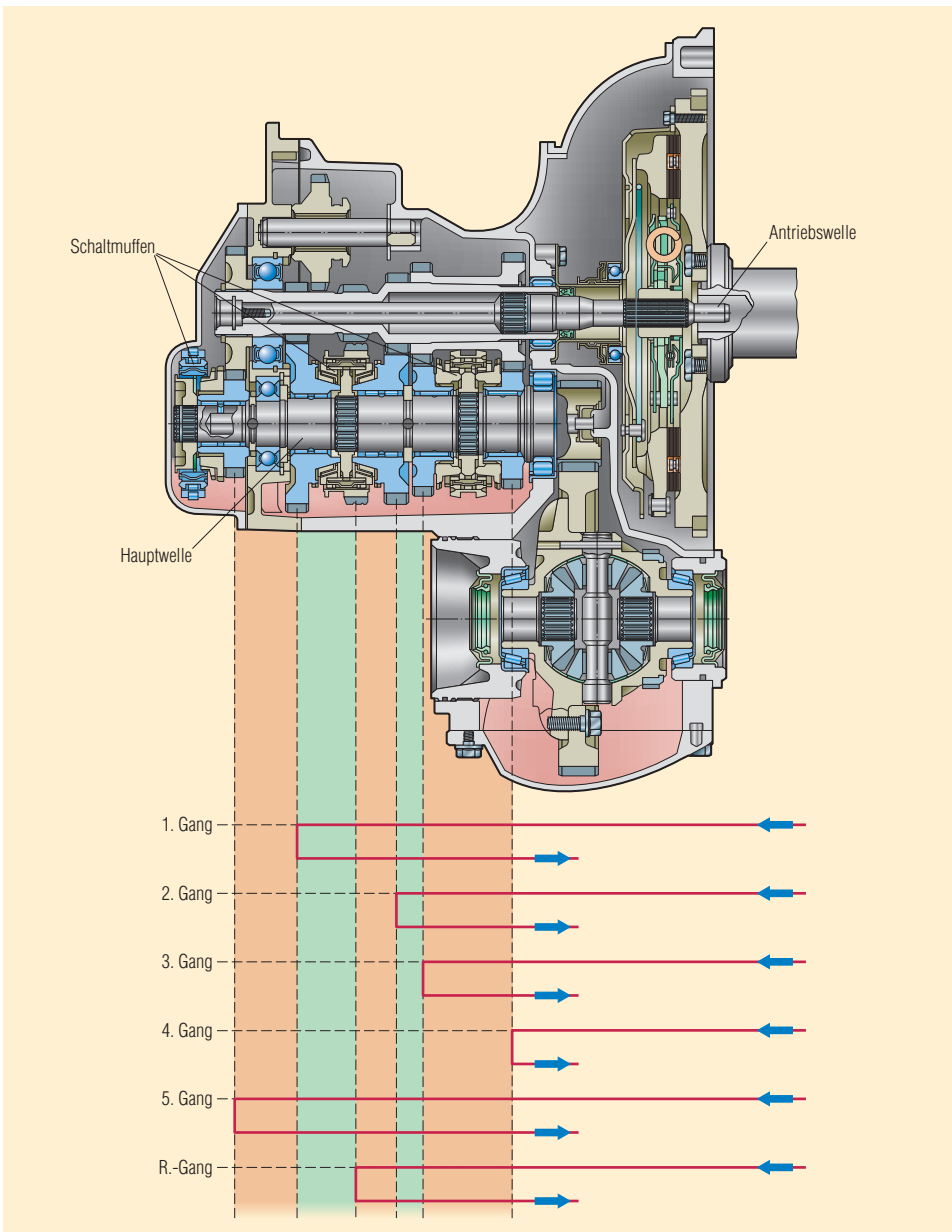 Schaltmuffen
Antriebswelle
Hauptwelle
1. Gang
2. Gang
3. Gang
4. Gang
5. Gang
R.-Gang